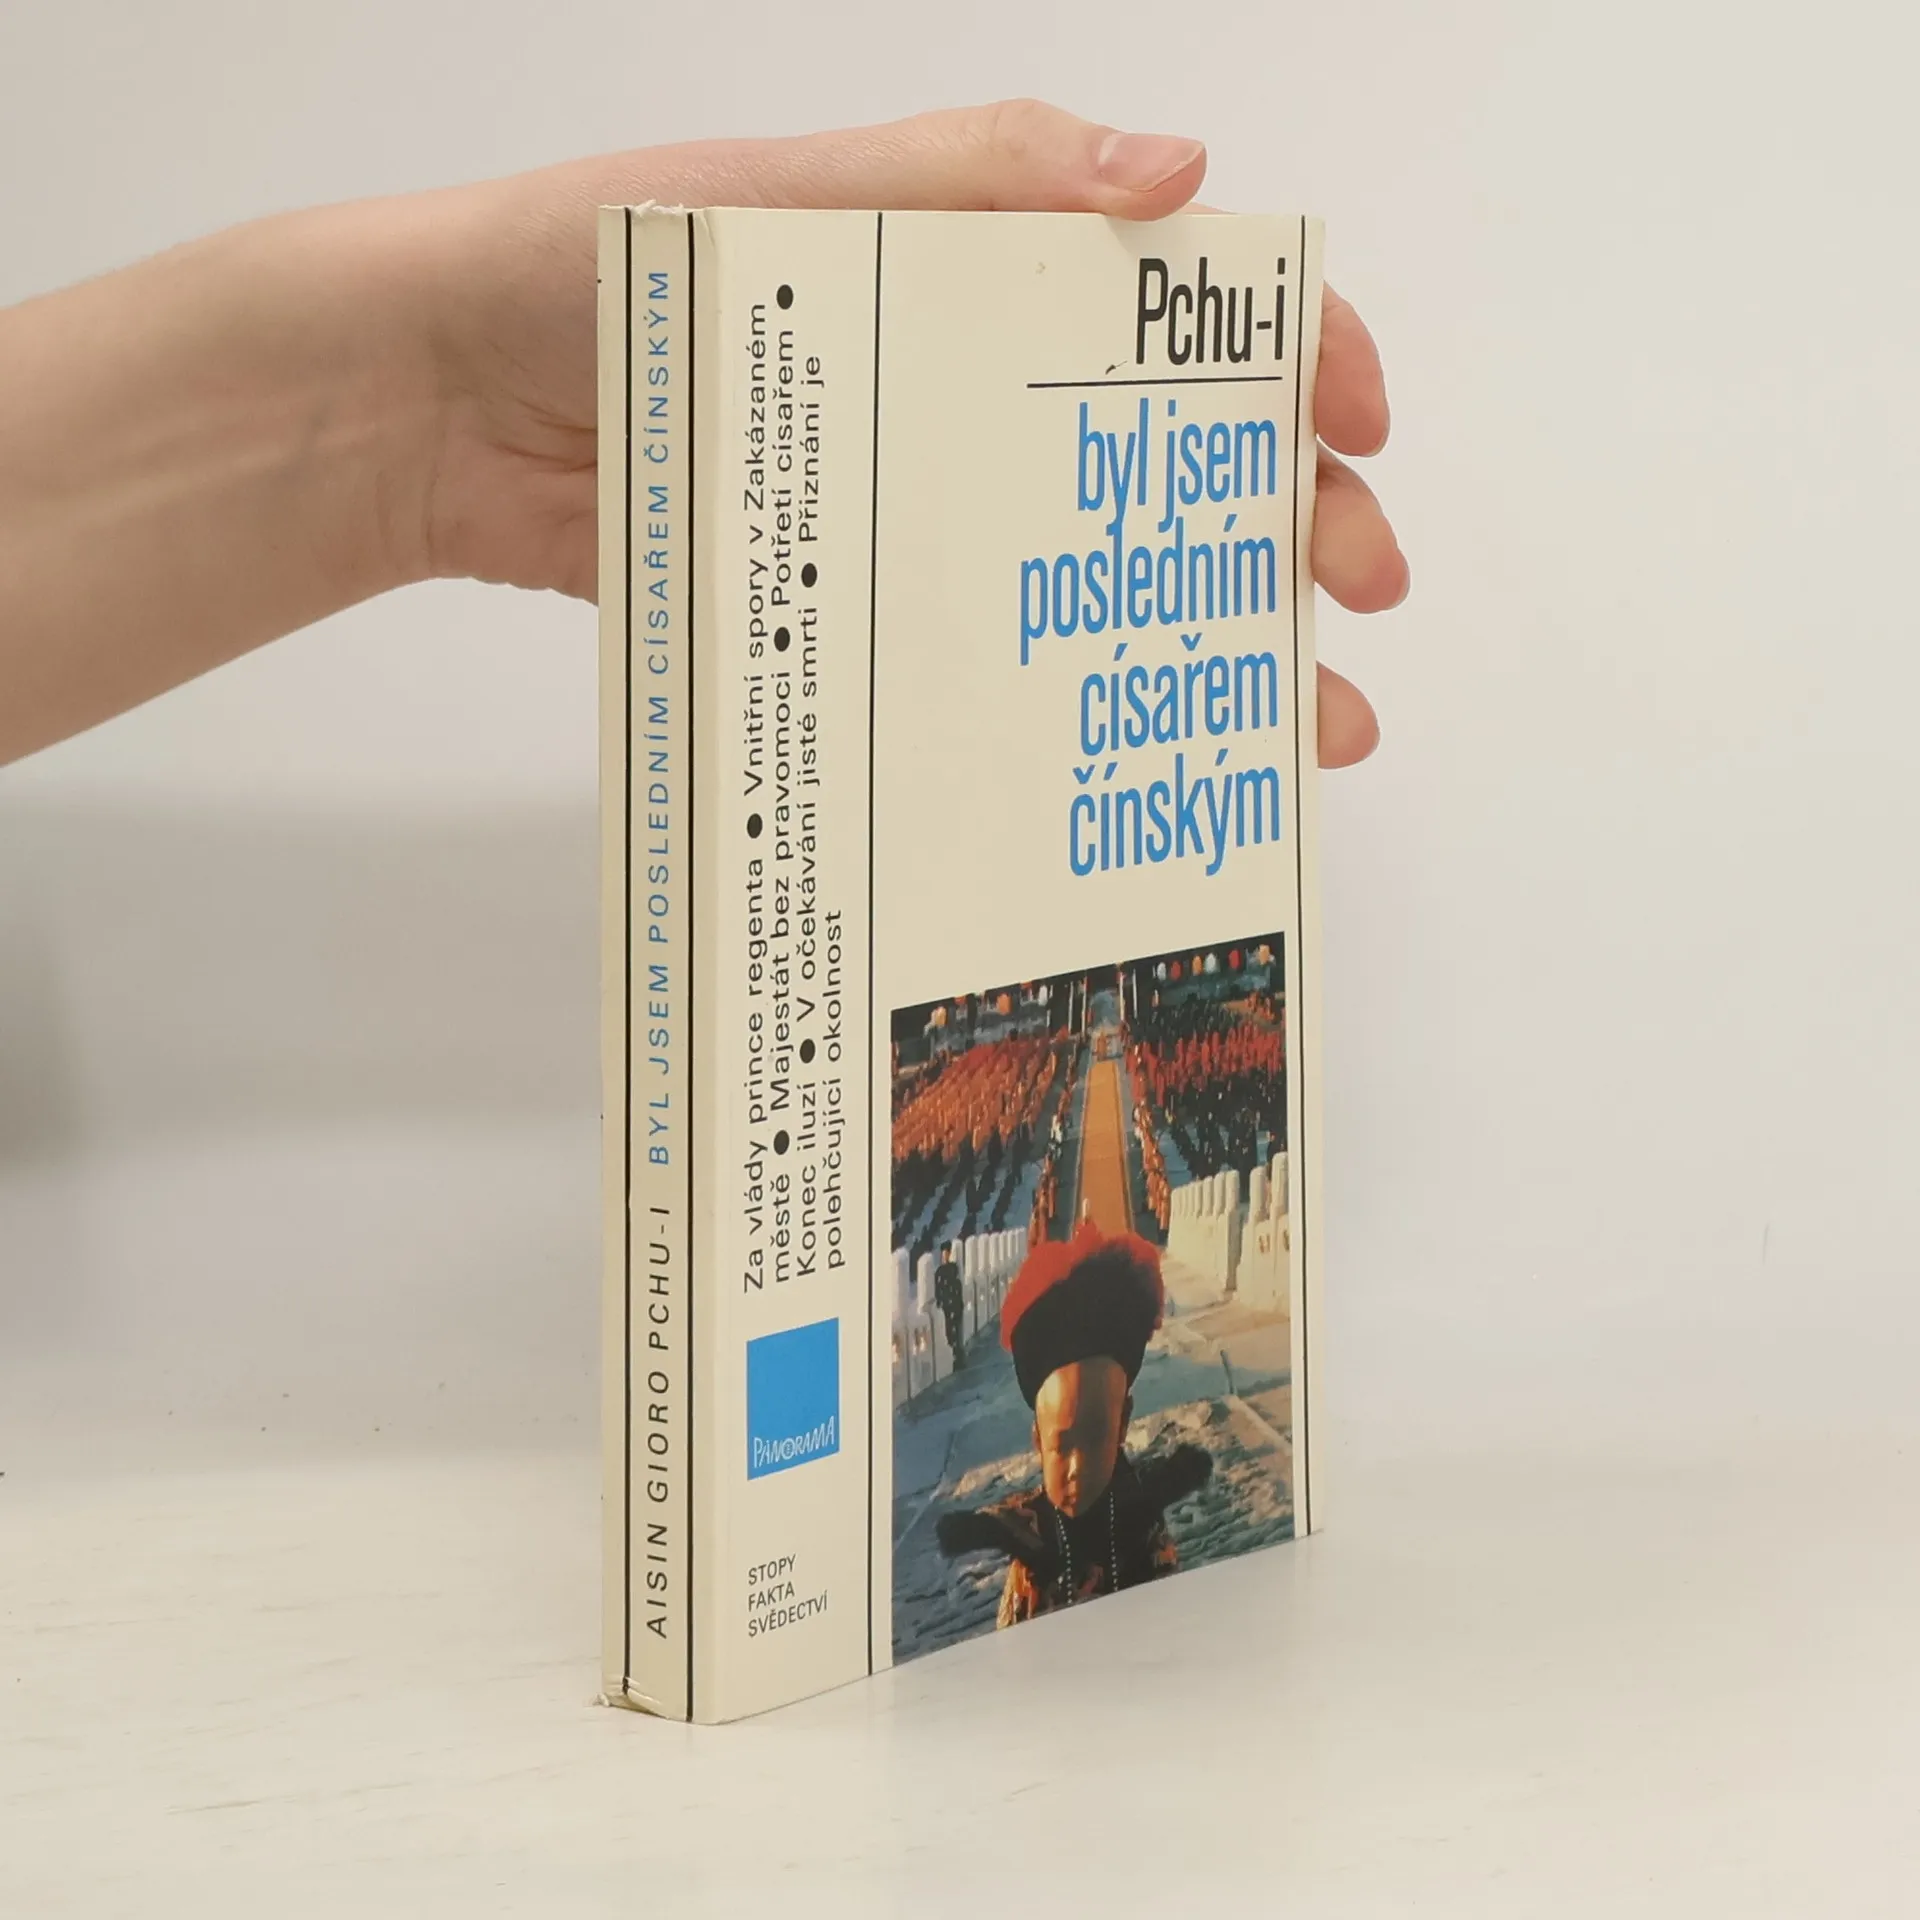 AISIN GIORO PCHU-I BYL JSEM POSLEDNÍM CÍSAŘEM ČÍNSKÝM
Za vlády prince regenta ● Vnitřní spory v Zakázaném
městě ● Majestát bez pravomoci ● Potřetí císařem ●
Konec iluzí ● V očekávání jisté smrti ● Přiznání je
polehčující okolnost
PANORAMA
STOPY
FAKTA
SVĚDECTVÍ
Pchu-i
byl jsem
posledním
císařem
čínským